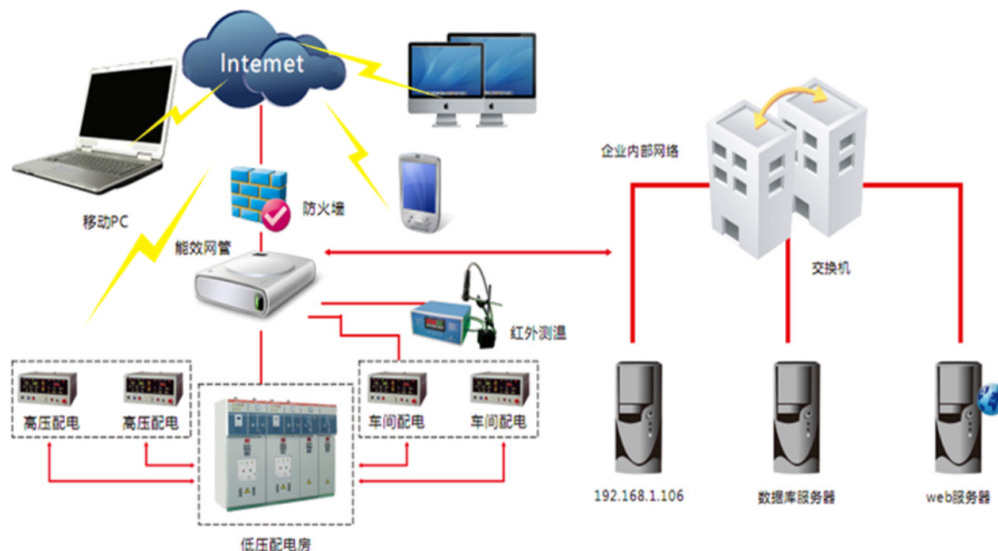 Internet
企业内部网络
防火墙
移动PC
能效网管
交换机
红外测温
高压配电
高压配电
车间配电
车间配电
192.168.1.106
数据库服务器
web服务器
低压配电房